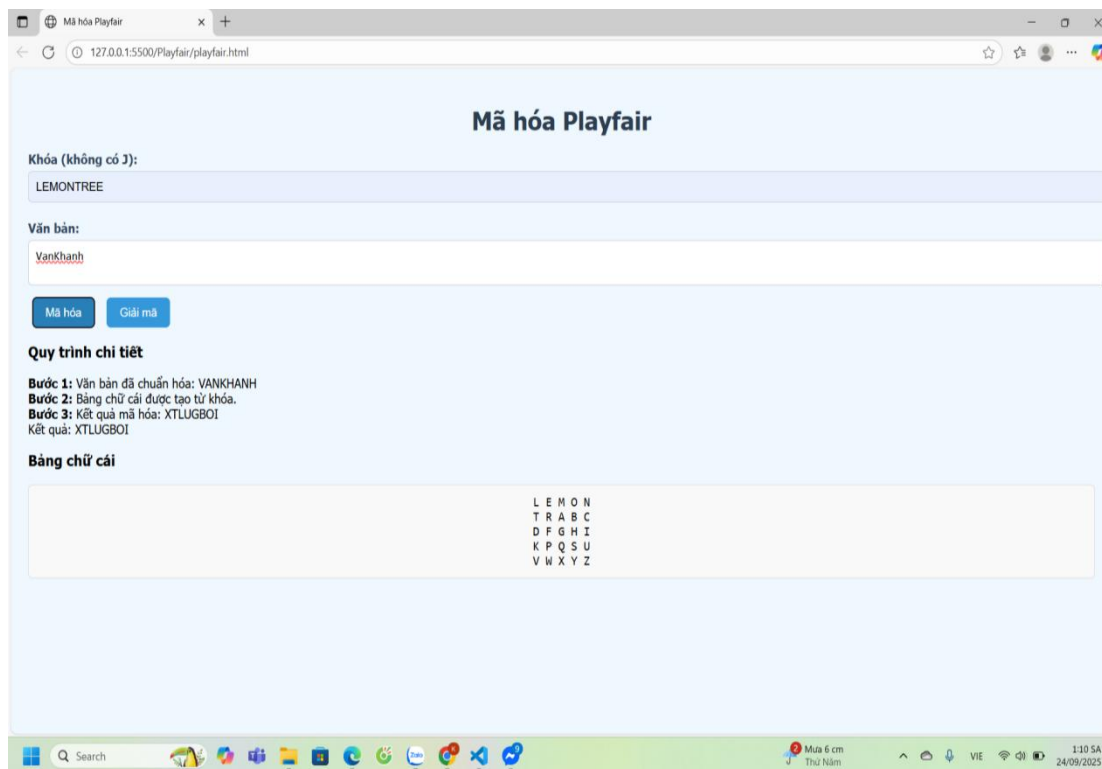 Mã hóa Playfair
127.0.0.1:5500/Playfair/playfair.html
Mã hóa Playfair
Khóa (không có J):
LEMONTREE
Văn bản:
VanKhanh
Mã hóa Giải mã
Quy trình chi tiết
Bước 1: Văn bản đã chuẩn hóa: VANKHANH
Bước 2: Bảng chữ cái được tạo từ khóa.
Bước 3: Kết quả mã hóa: XTLUGBOI
Kết quả: XTLUGBOI
Bảng chữ cái
L E M O N
T R A B C
D F G H I
K P Q S U
V W X Y Z
Search Zalo 2 Mưa 6 cm VIE 1:10 SA
Thứ Năm 24/09/2025